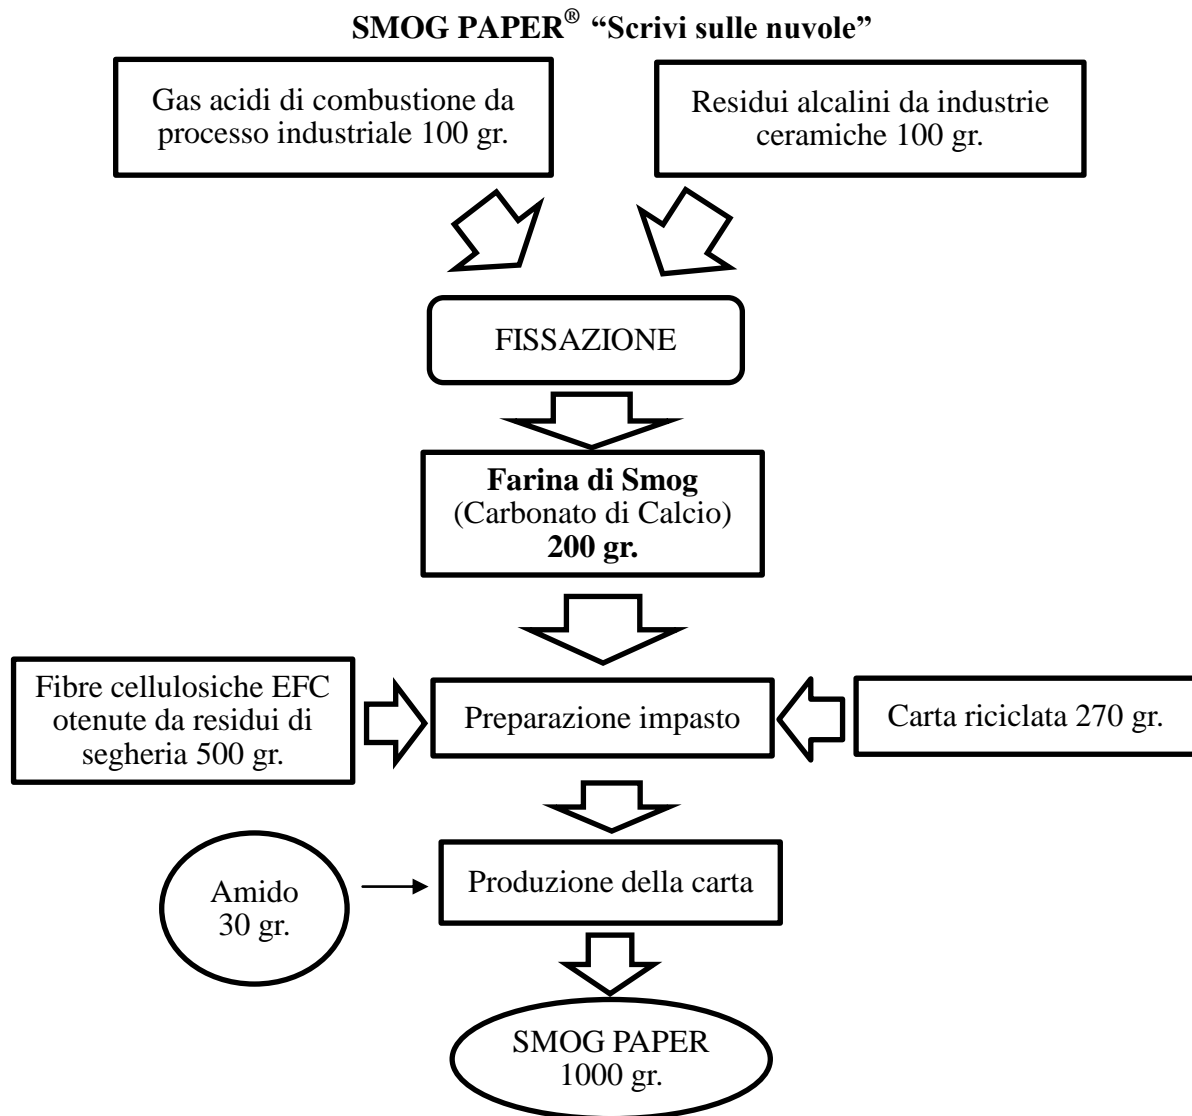 SMOG PAPER® “Scrivi sulle nuvole”
Gas acidi di combustione da
processo industriale 100 gr.
Residui alcalini da industrie
ceramiche 100 gr.
FISSAZIONE
Farina di Smog
(Carbonato di Calcio)
200 gr.
Fibre cellulosiche EFC
otenute da residui di
segheria 500 gr.
Preparazione impasto
Carta riciclata 270 gr.
Amido
30 gr.
Produzione della carta
SMOG PAPER
1000 gr.